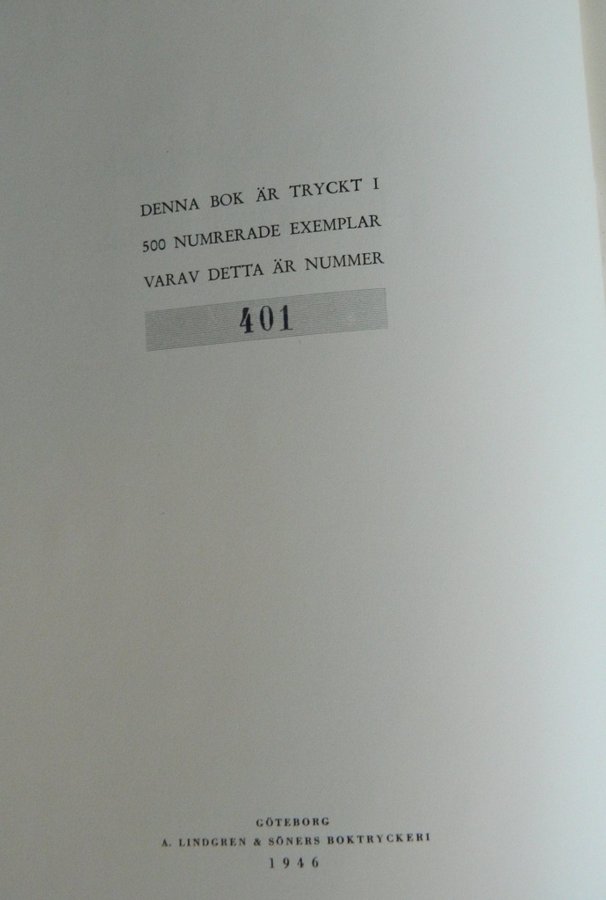 DENNA BOK ÄR TRYCKT I
500 NUMRERADE EXEMPLAR
VARAV DETTA ÄR NUMMER
401
GÖTEBORG
A. LINDGREN & SÖNERS BOKTRYCKERI
1946